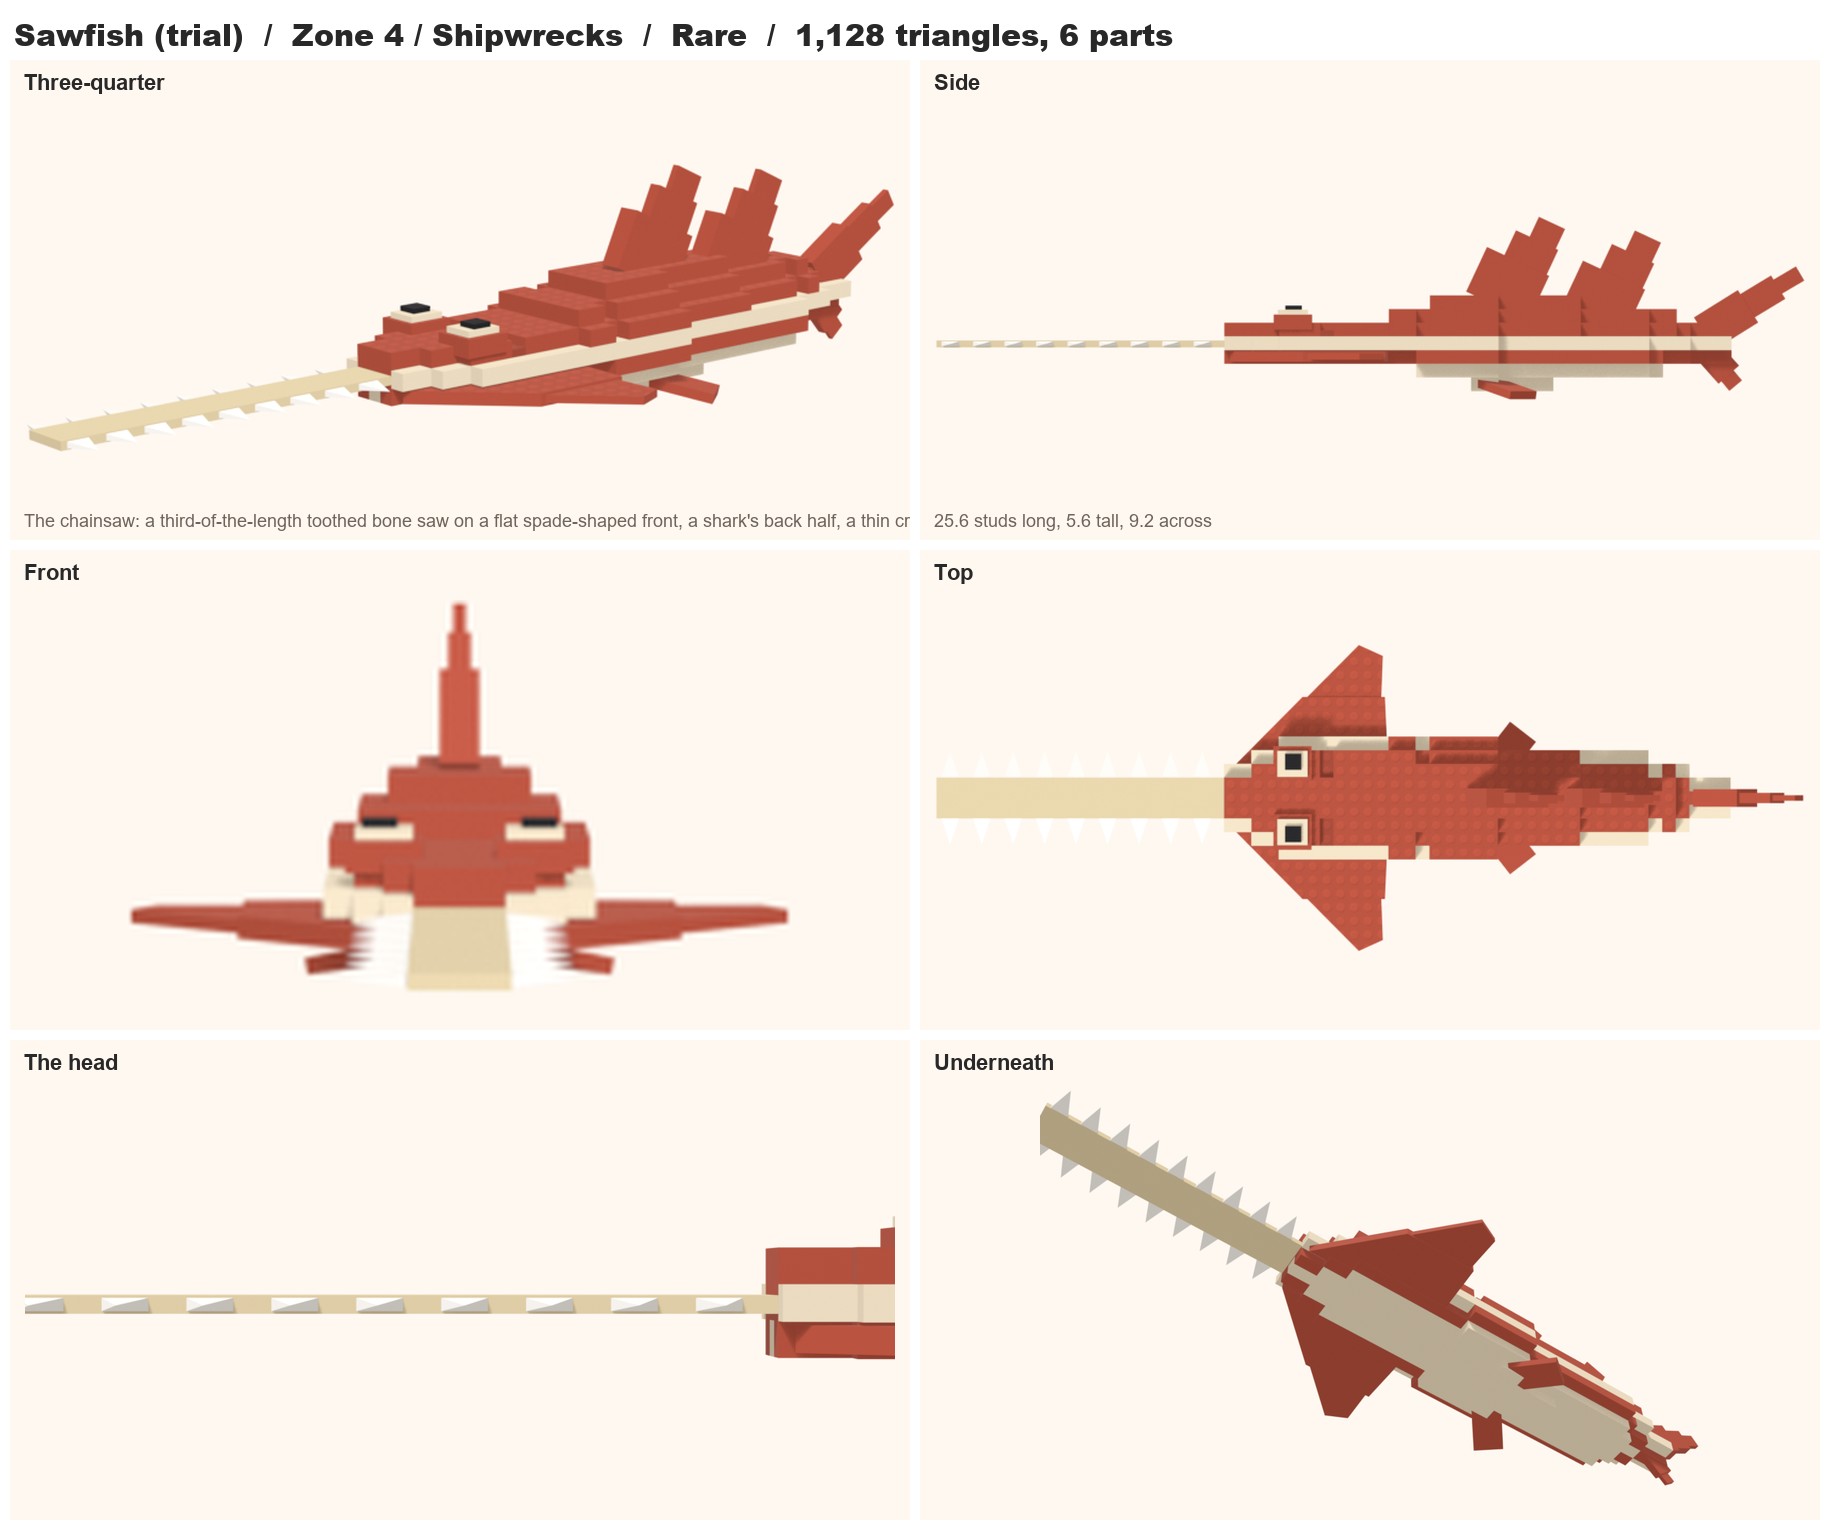 Sawfish (trial) / Zone 4 / Shipwrecks / Rare / 1,128 triangles, 6 parts
Three-quarter
Side
The chainsaw: a third-of-the-length toothed bone saw on a flat spade-shaped front, a shark's back half, a thin cr
25.6 studs long, 5.6 tall, 9.2 across
Front
Top
The head
Underneath